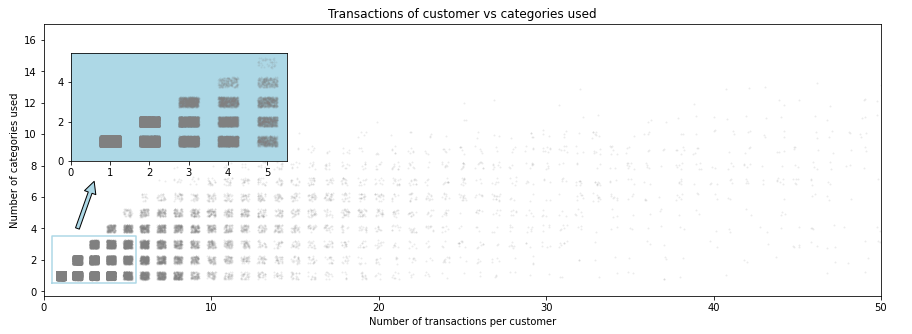 Transactions of customer vs categories used
Number of categories used
16
14
12
10
8
6
4
2
0
4
2
0
0 1 2 3 4 5
0 10 20 30 40 50
Number of transactions per customer